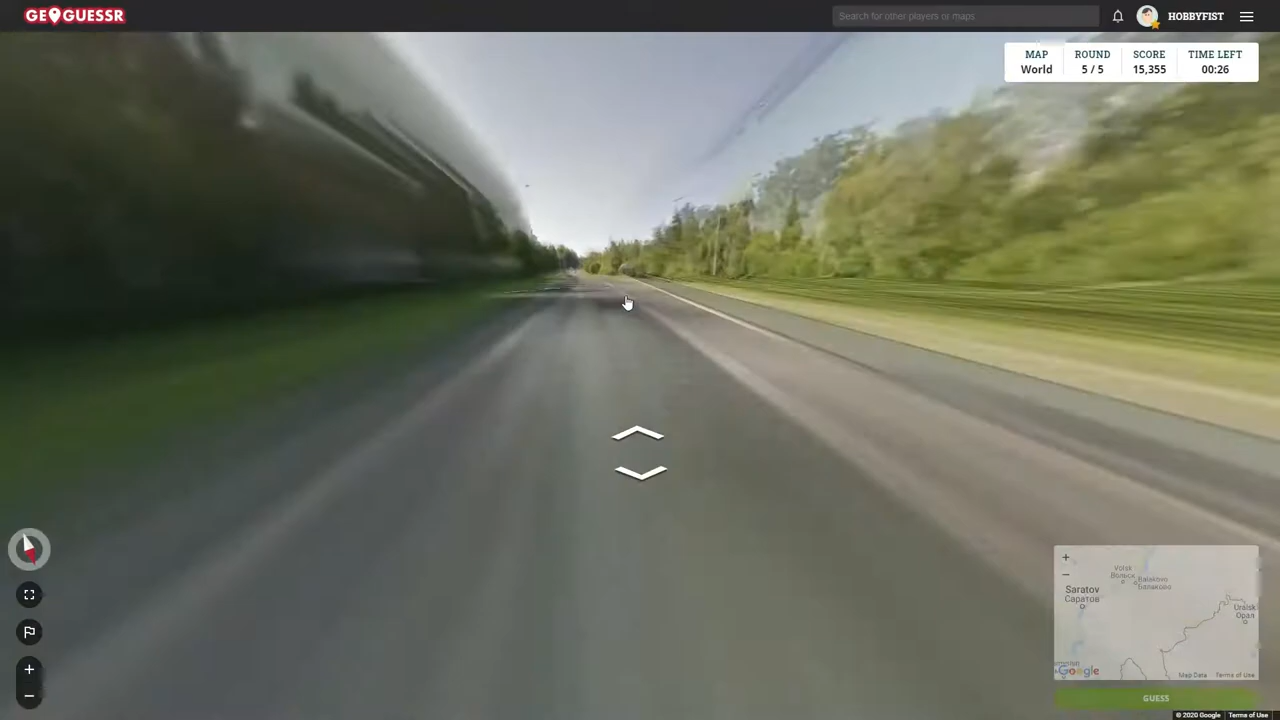 GEOGUESSR
Search for other players or maps
HOBBYFIST
MAP
World
ROUND
5 / 5
SCORE
15,355
TIME LEFT
00:26
+
−
Volsk
Вольск
Balakovo
Балаково
Saratov
Саратов
Uralsk
Орал
Google
Map Data
Terms of Use
GUESS
+
−
© 2020 Google
Terms of Use